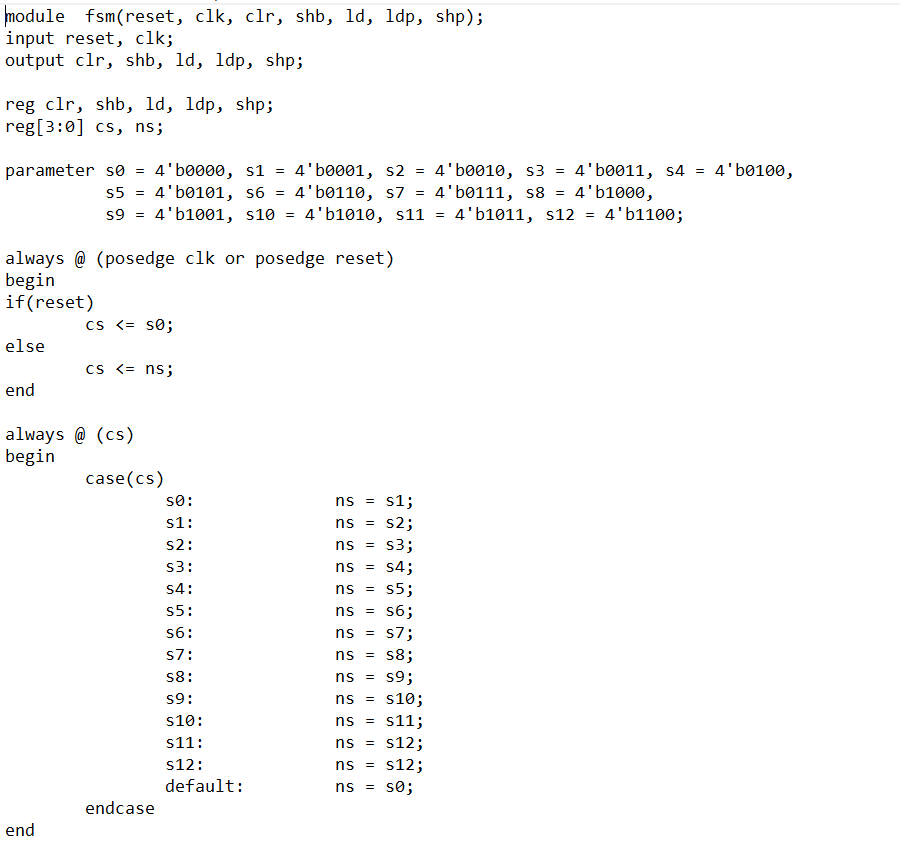 module  fsm(reset, clk, clr, shb, ld, ldp, shp);
input reset, clk;
output clr, shb, ld, ldp, shp;

reg clr, shb, ld, ldp, shp;
reg[3:0] cs, ns;

parameter s0 = 4'b0000, s1 = 4'b0001, s2 = 4'b0010, s3 = 4'b0011, s4 = 4'b0100,
          s5 = 4'b0101, s6 = 4'b0110, s7 = 4'b0111, s8 = 4'b1000,
          s9 = 4'b1001, s10 = 4'b1010, s11 = 4'b1011, s12 = 4'b1100;

always @ (posedge clk or posedge reset)
begin
if(reset)
        cs <= s0;
else
        cs <= ns;
end

always @ (cs)
begin
        case(cs)
                s0:              ns = s1;
                s1:              ns = s2;
                s2:              ns = s3;
                s3:              ns = s4;
                s4:              ns = s5;
                s5:              ns = s6;
                s6:              ns = s7;
                s7:              ns = s8;
                s8:              ns = s9;
                s9:              ns = s10;
                s10:             ns = s11;
                s11:             ns = s12;
                s12:             ns = s12;
                default:         ns = s0;
        endcase
end